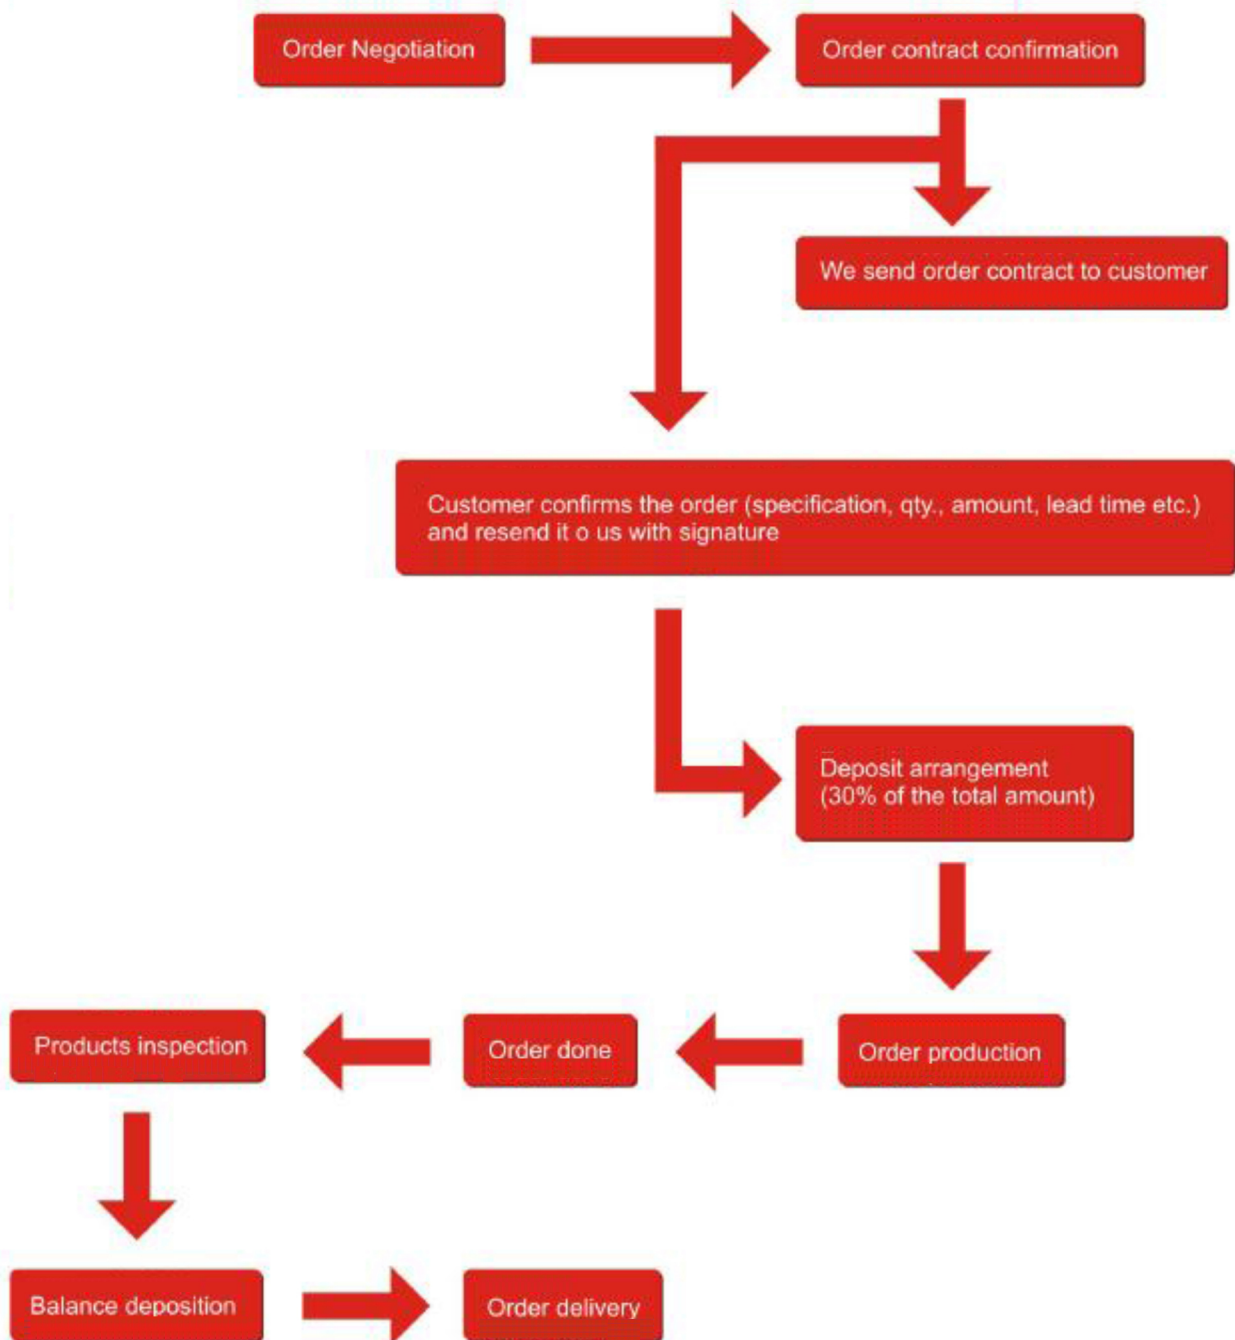 Order Negotiation
Order contract confirmation
We send order contract to customer
Customer confirms the order (specification, qty., amount, lead time etc.)
and resend it o us with signature
Deposit arrangement
(30% of the total amount)
Products inspection
Order done
Order production
Balance deposition
Order delivery